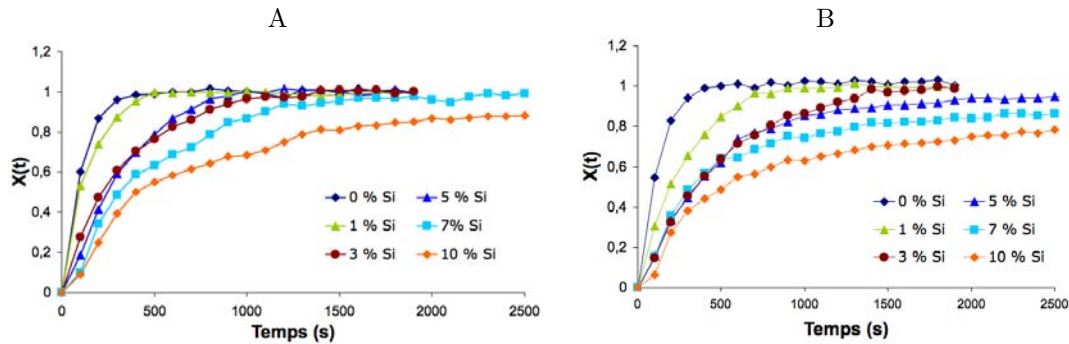 A
B
1,2
1
0,8
0,6
0,4
0,2
0
X(t)
0 % Si
5 % Si
1 % Si
7% Si
3 % Si
10 % Si
0
500
1000
1500
2000
2500
Temps (s)
1,2
1
0,8
0,6
0,4
0,2
0
X(t)
0 % Si
5 % Si
1 % Si
7 % Si
3 % Si
10 % Si
0
500
1000
1500
2000
2500
Temps (s)